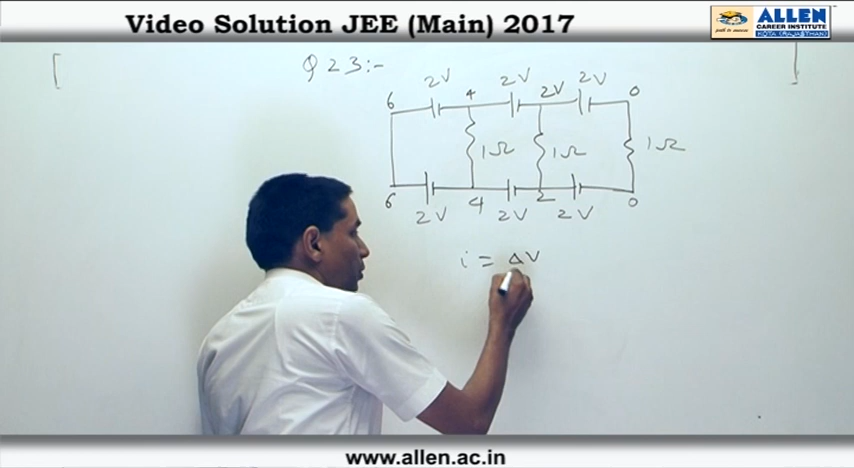 Video Solution JEE (Main) 2017
ALLEN
CAREER INSTITUTE
KOTA (RAJASTHAN)
path to success
Q 23:-
2V 2V 2V
6 4 2V 0
1Ω 1Ω 1Ω
6 4 2 0
2V 2V 2V
i = ΔV
www.allen.ac.in